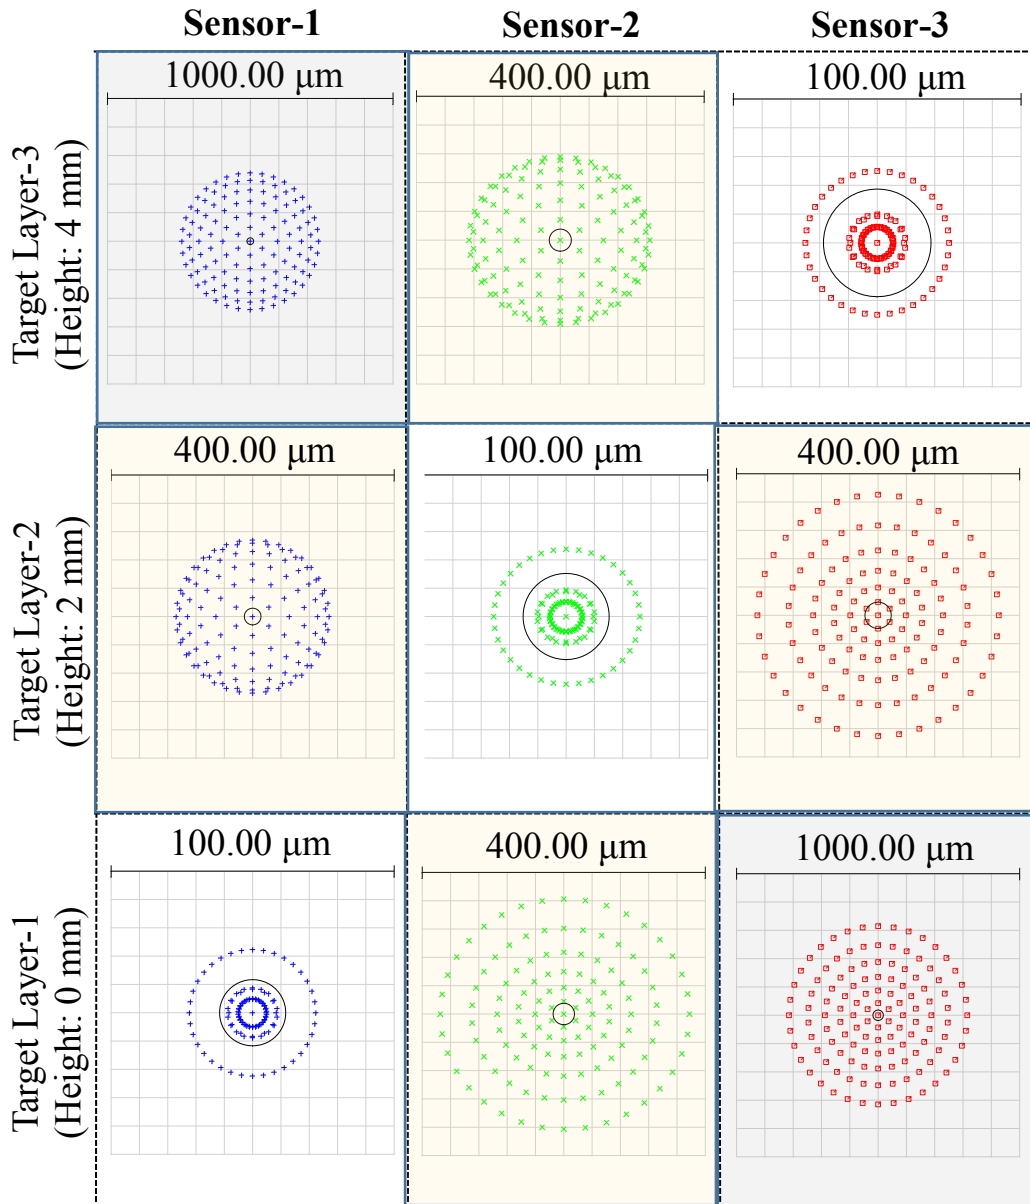 Sensor-1 Sensor-2 Sensor-3
1000.00 μm 400.00 μm 100.00 μm
Target Layer-3
(Height: 4 mm)
400.00 μm 100.00 μm 400.00 μm
Target Layer-2
(Height: 2 mm)
100.00 μm 400.00 μm 1000.00 μm
Target Layer-1
(Height: 0 mm)